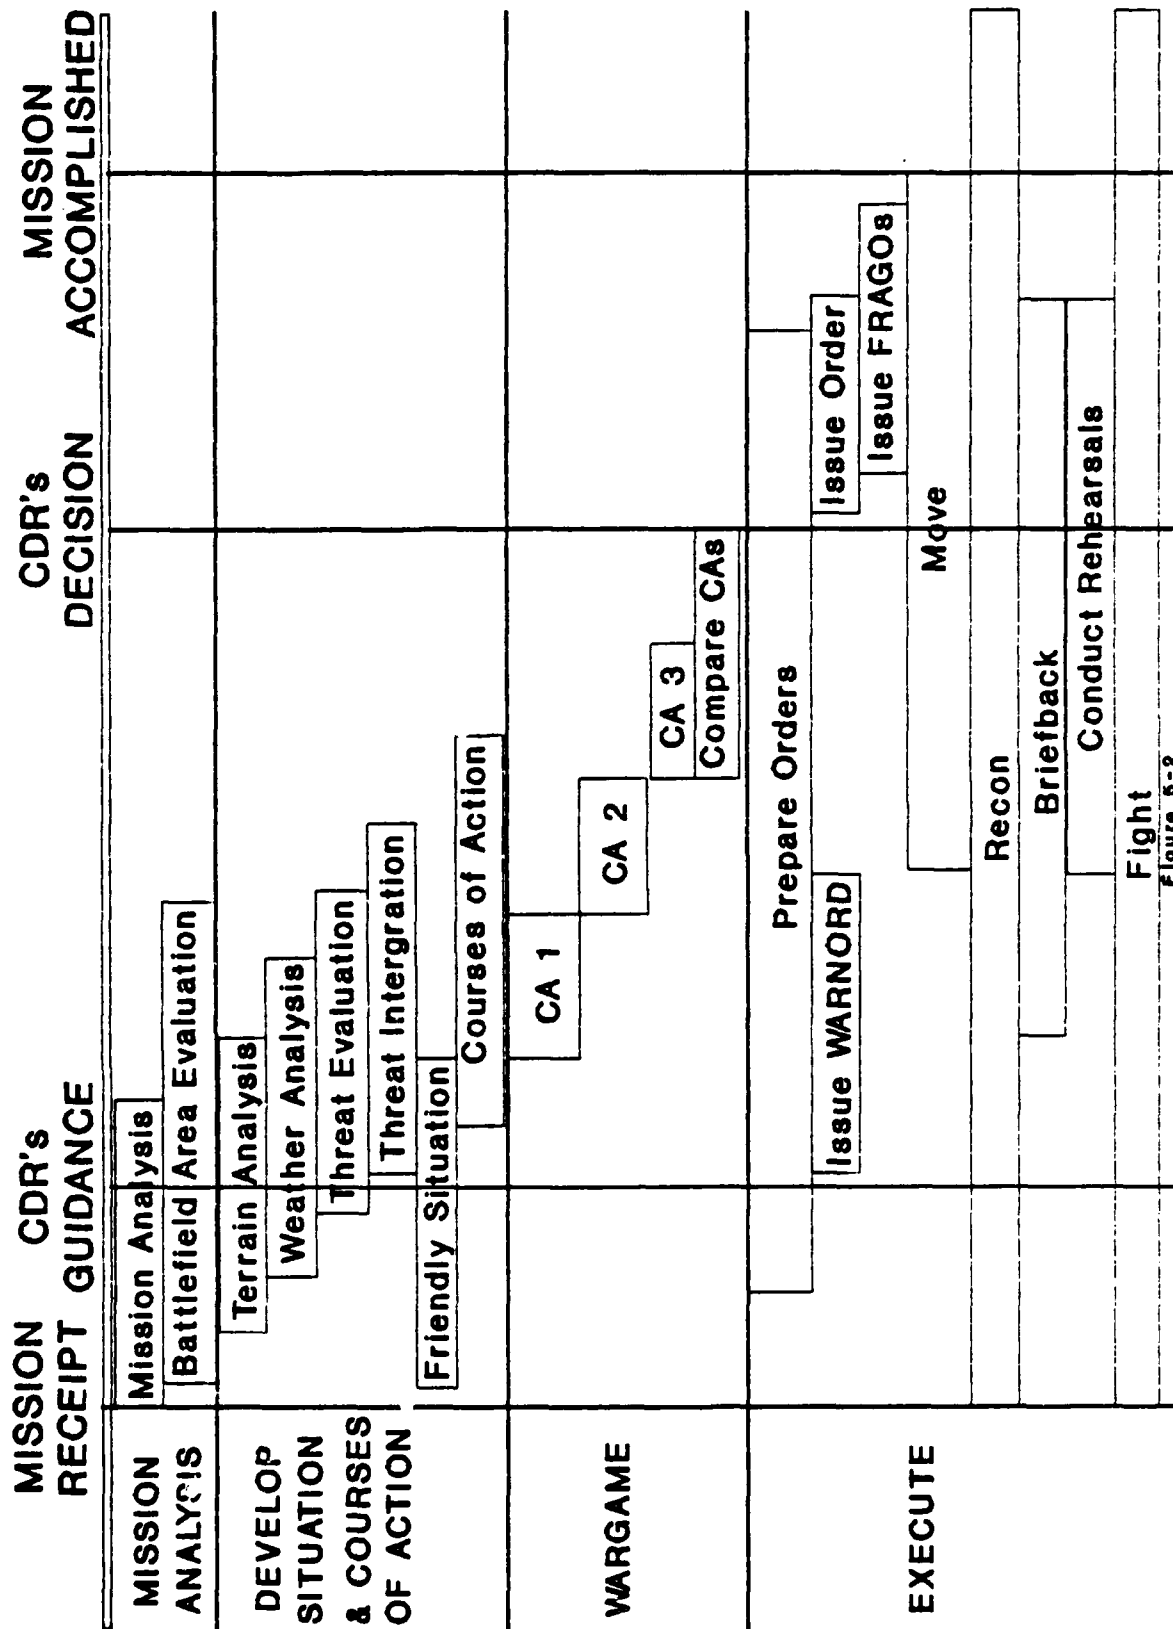 MISSION
RECEIPT
CDR's
GUIDANCE
CDR's
DECISION
MISSION
ACCOMPLISHED
MISSION
ANALYSIS
Mission Analysis
Battlefield Area Evaluation
DEVELOP
SITUATION
& COURSES
OF ACTION
Terrain Analysis
Weather Analysis
Threat Evaluation
Threat Intergration
Friendly Situation
Courses of Action
WARGAME
CA 1
CA 2
CA 3
Compare CAs
EXECUTE
Prepare Orders
Issue WARNORD
Issue Order
Issue FRAGOs
Move
Recon
Briefback
Conduct Rehearsals
Fight
Figure 5-2